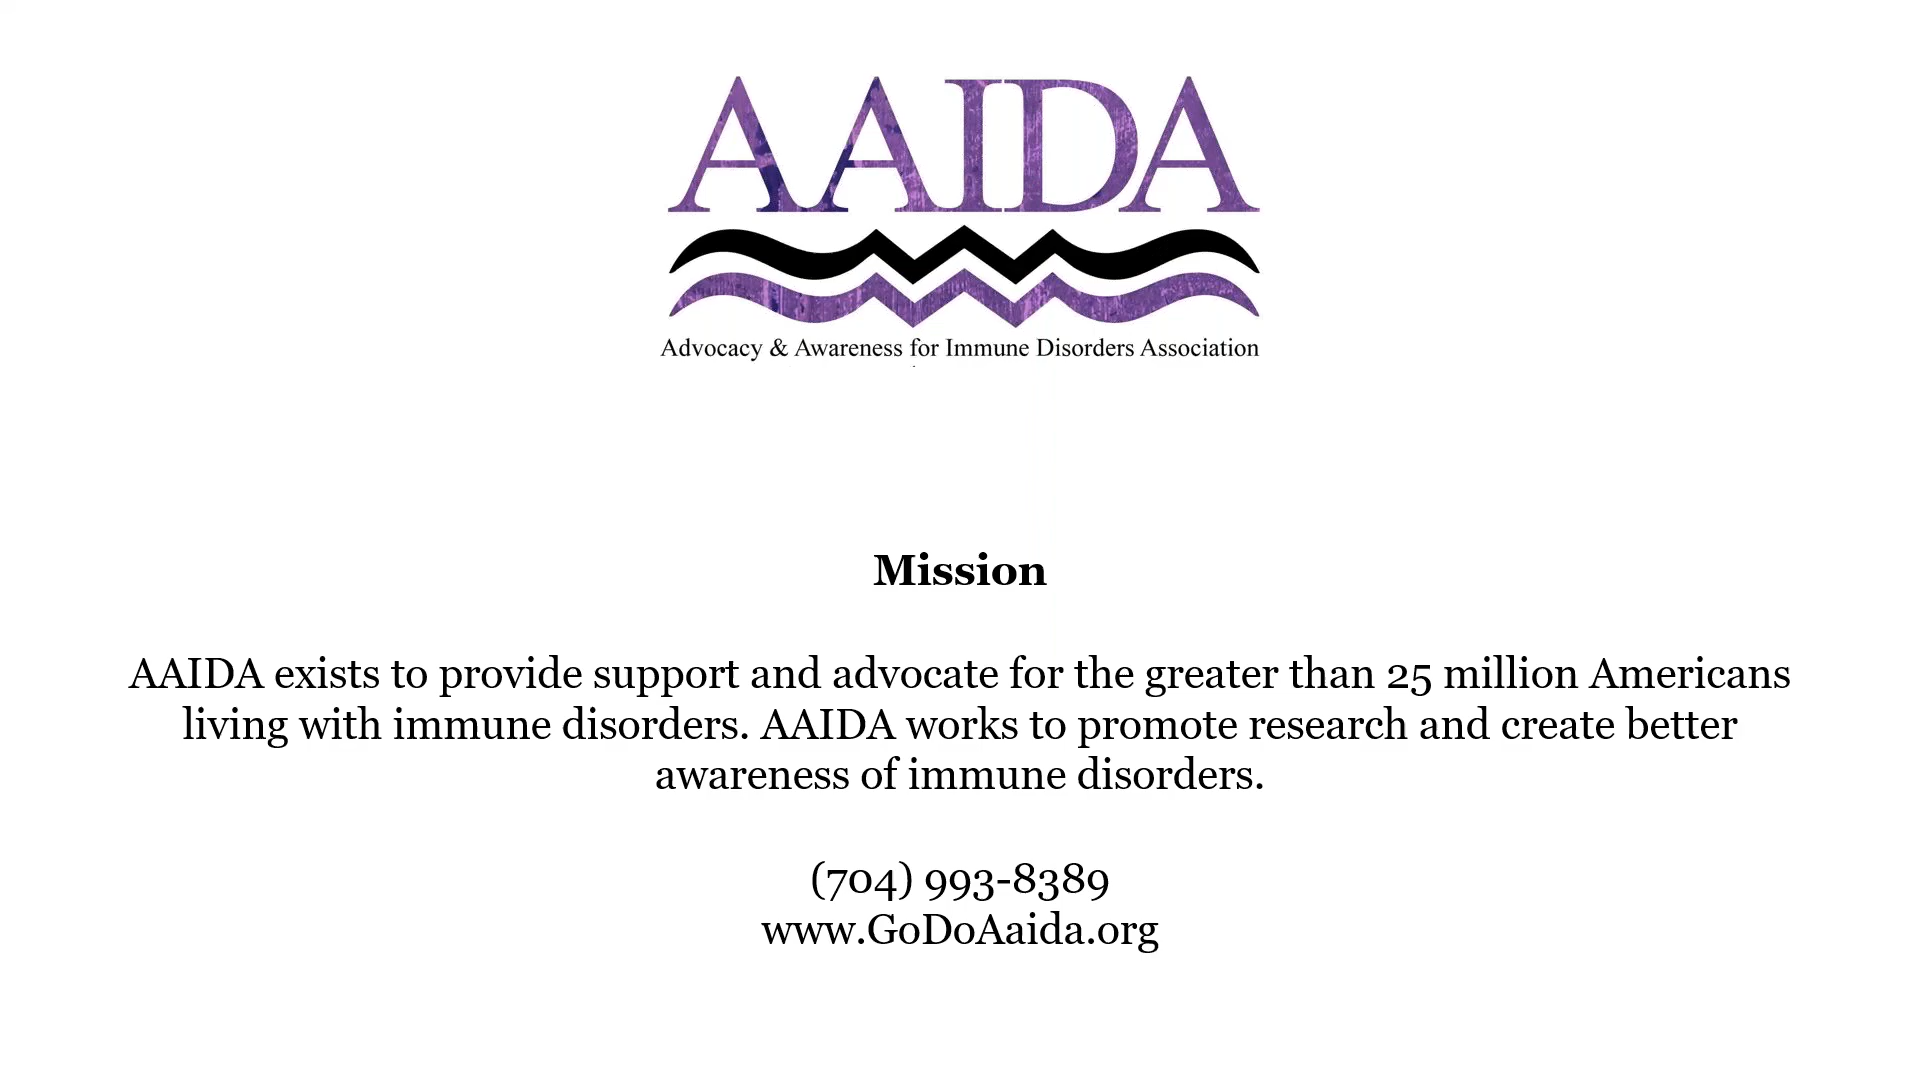 AAIDA
Advocacy & Awareness for Immune Disorders Association
Mission
AAIDA exists to provide support and advocate for the greater than 25 million Americans
living with immune disorders. AAIDA works to promote research and create better
awareness of immune disorders.
(704) 993-8389
www.GoDoAaida.org